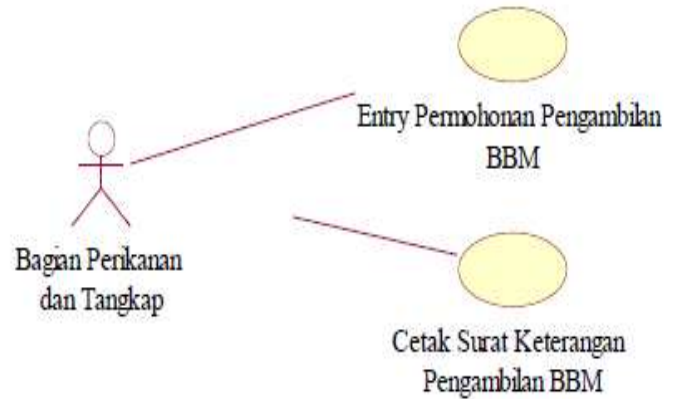 Entry Permohonan Pengambilan
BBM
Bagian Perikanan
dan Tangkap
Cetak Surat Keterangan
Pengambilan BBM